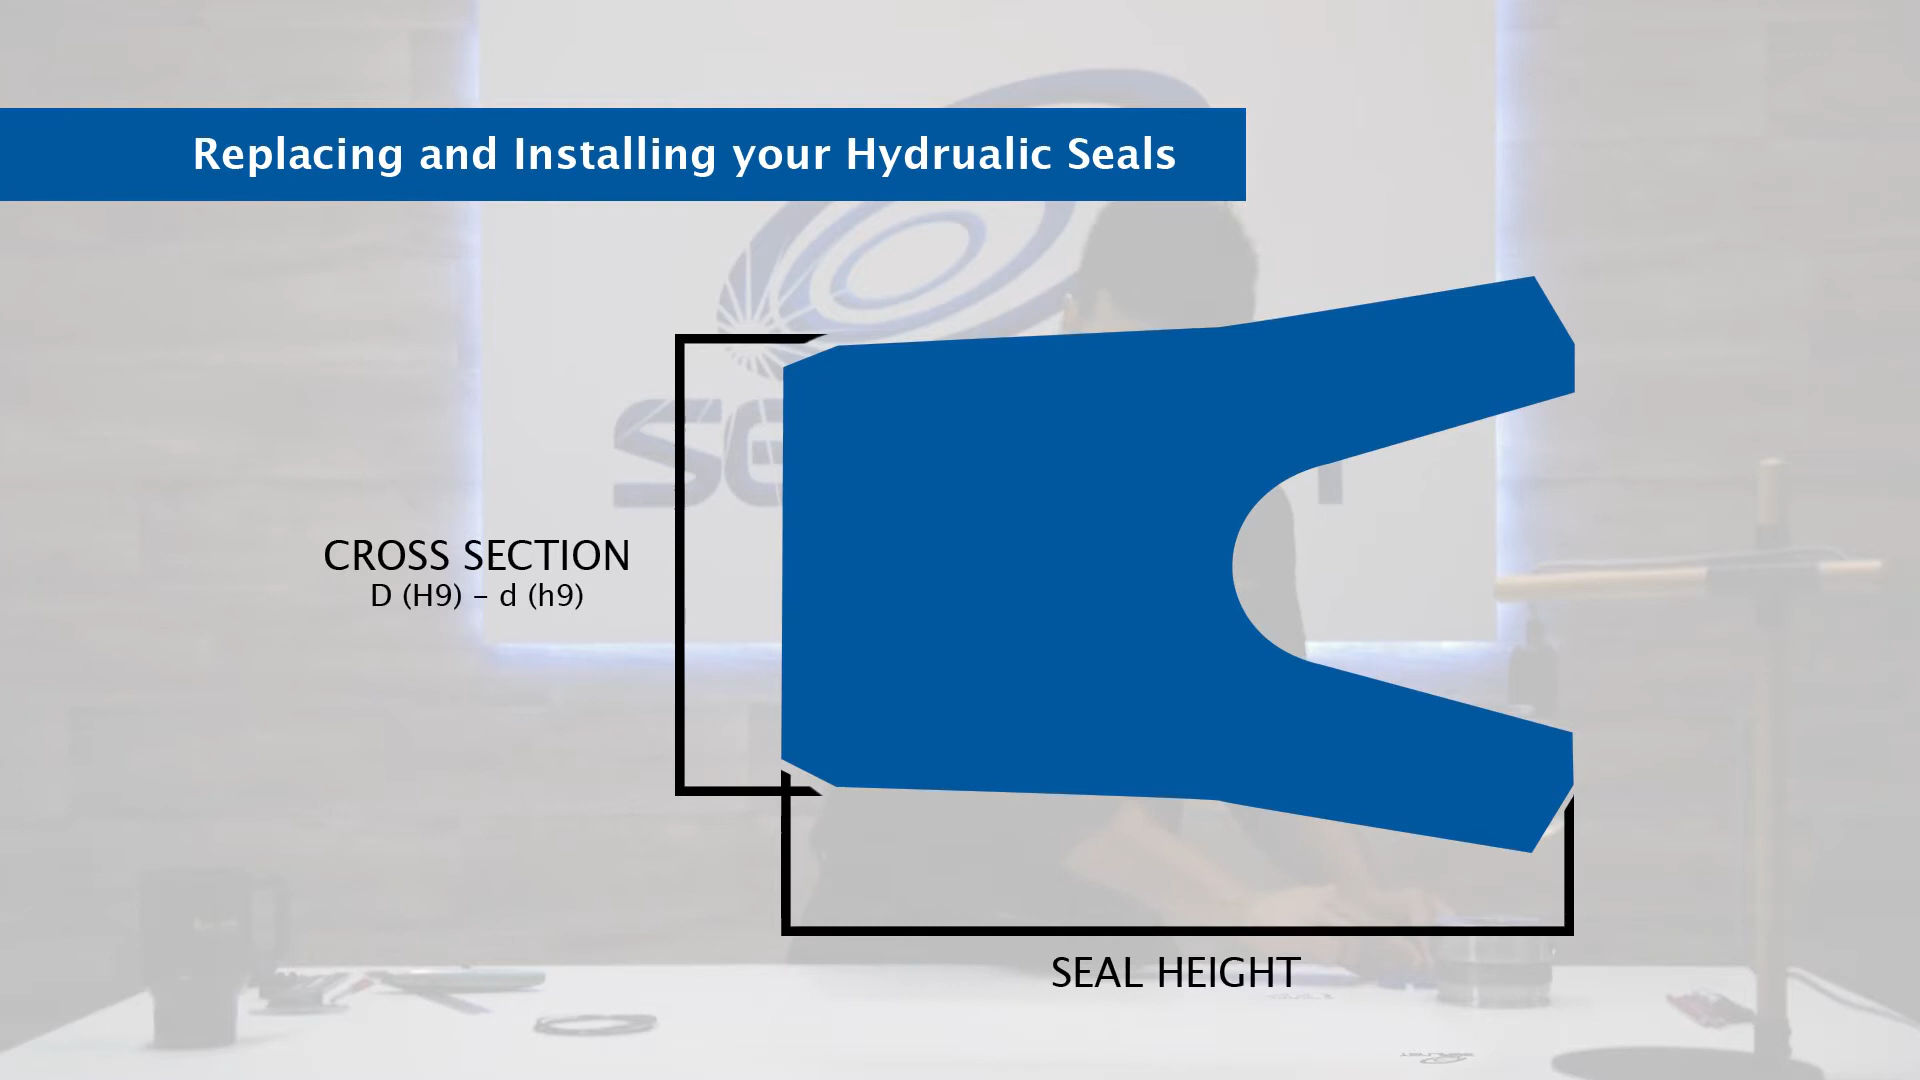 Replacing and Installing your Hydrualic Seals
CROSS SECTION
D (H9) – d (h9)
SEAL HEIGHT